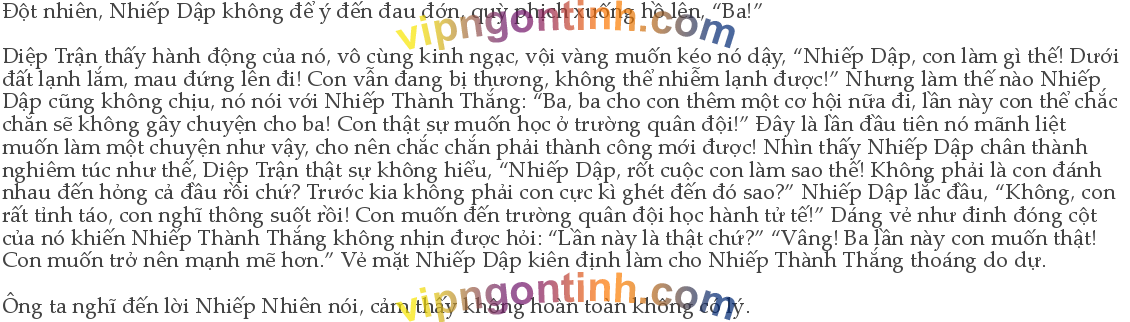 Đột nhiên, Nhiếp Dập không để ý đến đau đớn, quỳ phịch xuống hồ lên, “Ba!”
vipngontinh.com
Diệp Trận thấy hành động của nó, vô cùng kinh ngạc, vội vàng muốn kéo nó dậy, “Nhiếp Dập, con làm gì thế! Dưới
đất lạnh lắm, mau đứng lên đi! Con vẫn đang bị thương, không thể nhiễm lạnh được!” Nhưng làm thế nào Nhiếp
Dập cũng không chịu, nó nói với Nhiếp Thành Thắng: “Ba, ba cho con thêm một cơ hội nữa đi, lần này con thể chắc
chắn sẽ không gây chuyện cho ba! Con thật sự muốn học ở trường quân đội!” Đây là lần đầu tiên nó mãnh liệt
muốn làm một chuyện như vậy, cho nên chắc chắn phải thành công mới được! Nhìn thấy Nhiếp Dập chân thành
nghiêm túc như thế, Diệp Trận thật sự không hiểu, “Nhiếp Dập, rốt cuộc con làm sao thế! Không phải là con đánh
nhau đến hỏng cả đầu rồi chứ? Trước kia không phải con cực kì ghét đến đó sao?” Nhiếp Dập lắc đầu, “Không, con
rất tỉnh táo, con nghĩ thông suốt rồi! Con muốn đến trường quân đội học hành tử tế!” Dáng vẻ như đinh đóng cột
của nó khiến Nhiếp Thành Thắng không nhịn được hỏi: “Lần này là thật chứ?” “Vâng! Ba lần này con muốn thật!
Con muốn trở nên mạnh mẽ hơn.” Vẻ mặt Nhiếp Dập kiên định làm cho Nhiếp Thành Thắng thoáng do dự.
vipngontinh.com
Ông ta nghĩ đến lời Nhiếp Nhiên nói, cảm thấy không hoàn toàn không có lý.